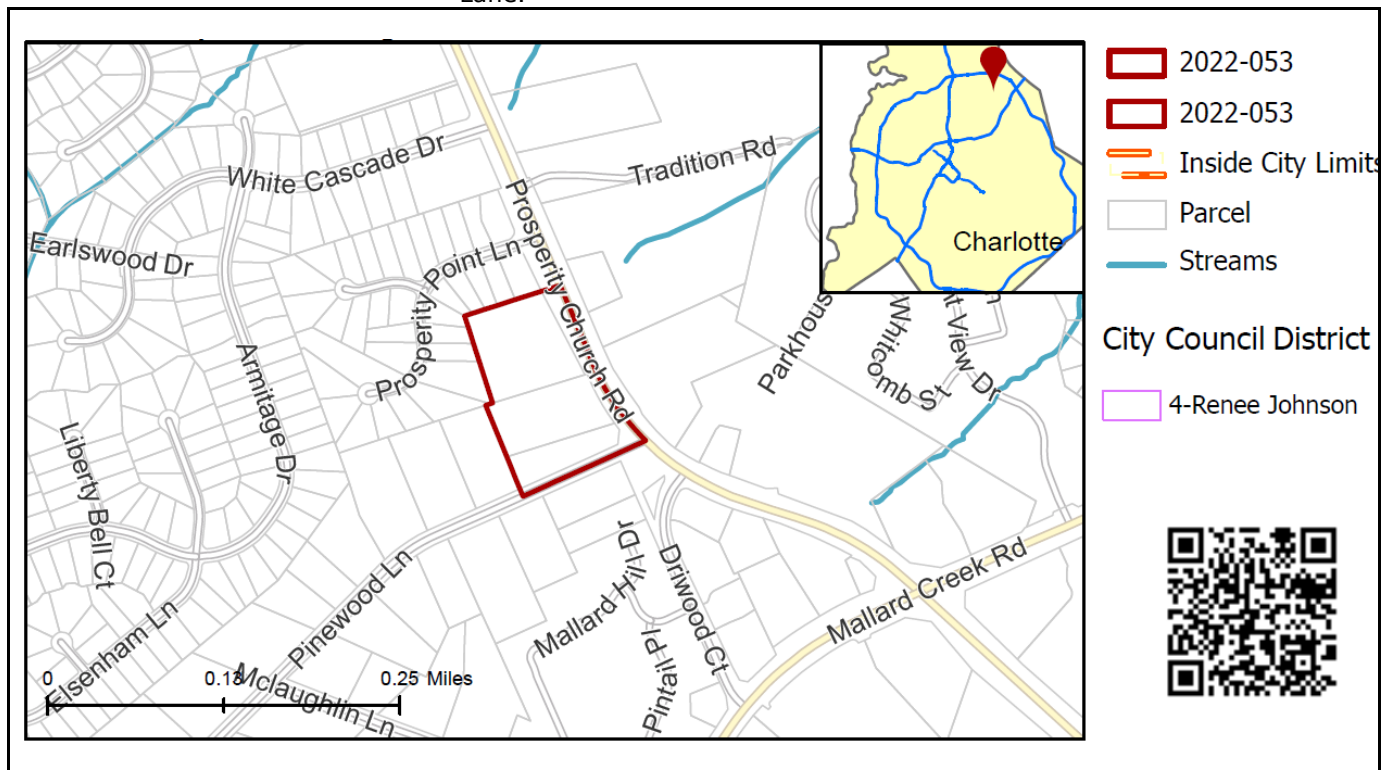 Lane.
White Cascade Dr
Tradition Rd
Prosperity Church Rd
Earlswood Dr
Prosperity Point Ln
Armitage Dr
Liberty Bell Ct
Elsenham Ln
Pinewood Ln
Mclaughlin Ln
Mallard Hill Dr
Driwood Ct
Pintail Pl
Mallard Creek Rd
Whitcomb St
View Dr
Charlotte
0 0.13 0.25 Miles
2022-053
2022-053
Inside City Limits
Parcel
Streams
City Council District
4-Renee Johnson